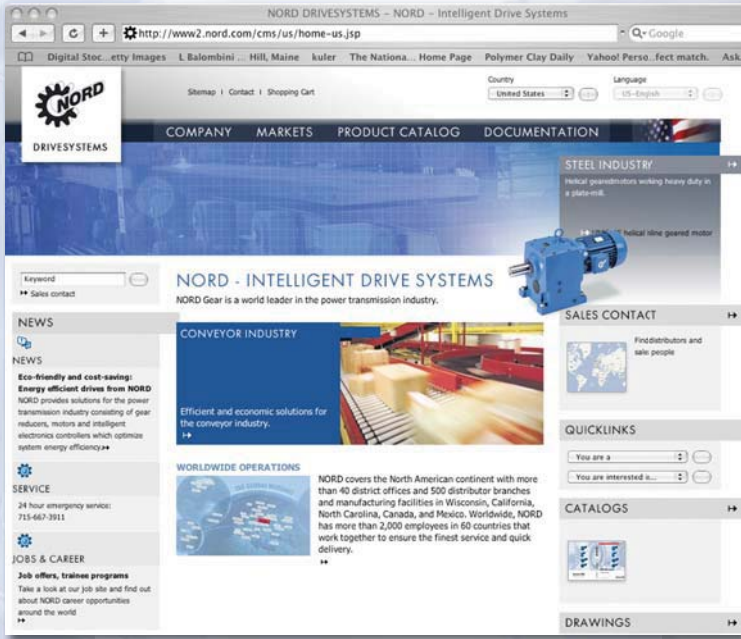 NORD DRIVESYSTEMS – NORD – Intelligent Drive Systems
http://www2.nord.com/cms/us/home-us.jsp
Google
Digital Stoc...etty Images L Balombini ... Hill, Maine kuler The Nationa... Home Page Polymer Clay Daily Yahoo! Perso...fect match. Ask.
NORD
DRIVESYSTEMS
Sitemap | Contact | Shopping Cart
Country
United States
Language
US-English
COMPANY MARKETS PRODUCT CATALOG DOCUMENTATION
STEEL INDUSTRY
Helical gearedmotors woking heavy duty in
a plate-mill.
helical inline geared motor
Keyword
Sales contact
NORD - INTELLIGENT DRIVE SYSTEMS
NORD Gear is a world leader in the power transmission industry.
NEWS
NEWS
Eco-friendly and cost-saving:
Energy efficient drives from NORD
NORD provides solutions for the power
transmission industry consisting of gear
reducers, motors and intelligent
electronics controllers which optimize
system energy efficiency.
SERVICE
24 hour emergency service:
715-667-3911
JOBS & CAREER
Job offers, trainee programs
Take a look at our job site and find out
about NORD career opportunities
around the world
CONVEYOR INDUSTRY
Efficient and economic solutions for
the conveyor industry.
WORLDWIDE OPERATIONS
NORD covers the North American continent with more
than 40 district offices and 500 distributor branches
and manufacturing facilities in Wisconsin, California,
North Carolina, Canada, and Mexico. Worldwide, NORD
has more than 2,000 employees in 60 countries that
work together to ensure the finest service and quick
delivery.
SALES CONTACT
Finddistributors and
sale: people
QUICKLINKS
You are a
You are interested i...
CATALOGS
DRAWINGS